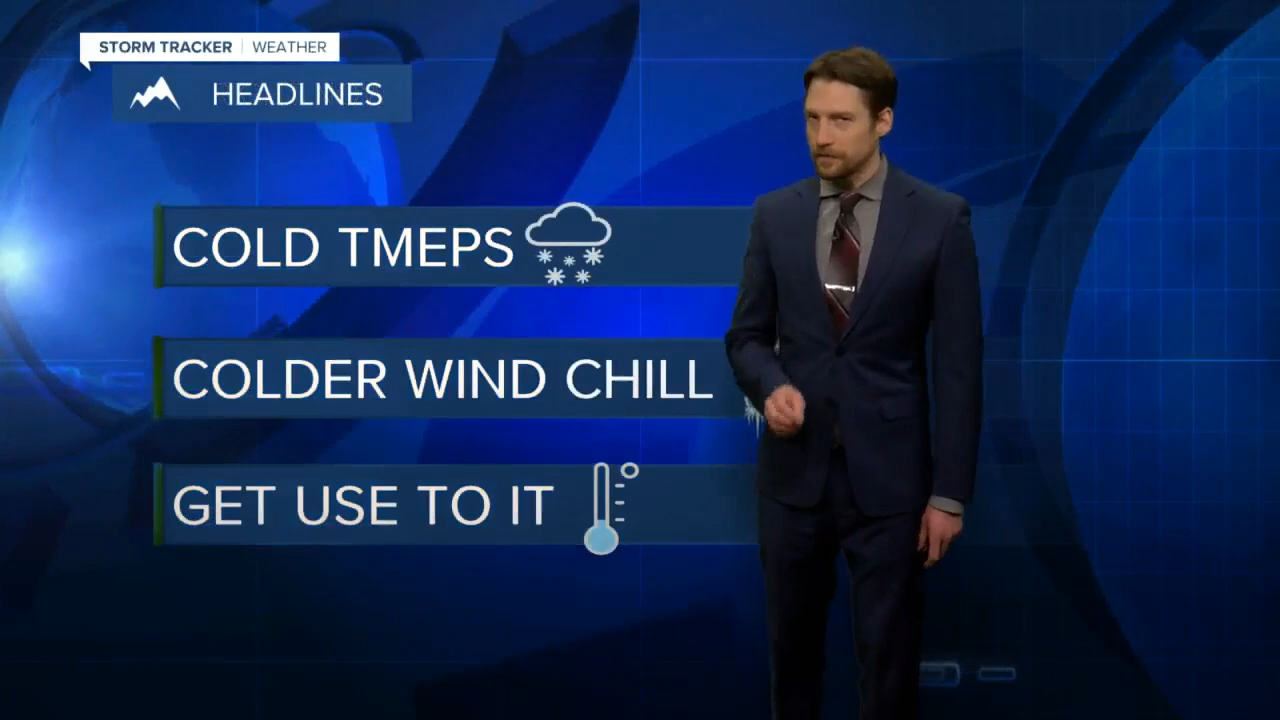 STORM TRACKER | WEATHER
HEADLINES
COLD TMEPS
COLDER WIND CHILL
GET USE TO IT